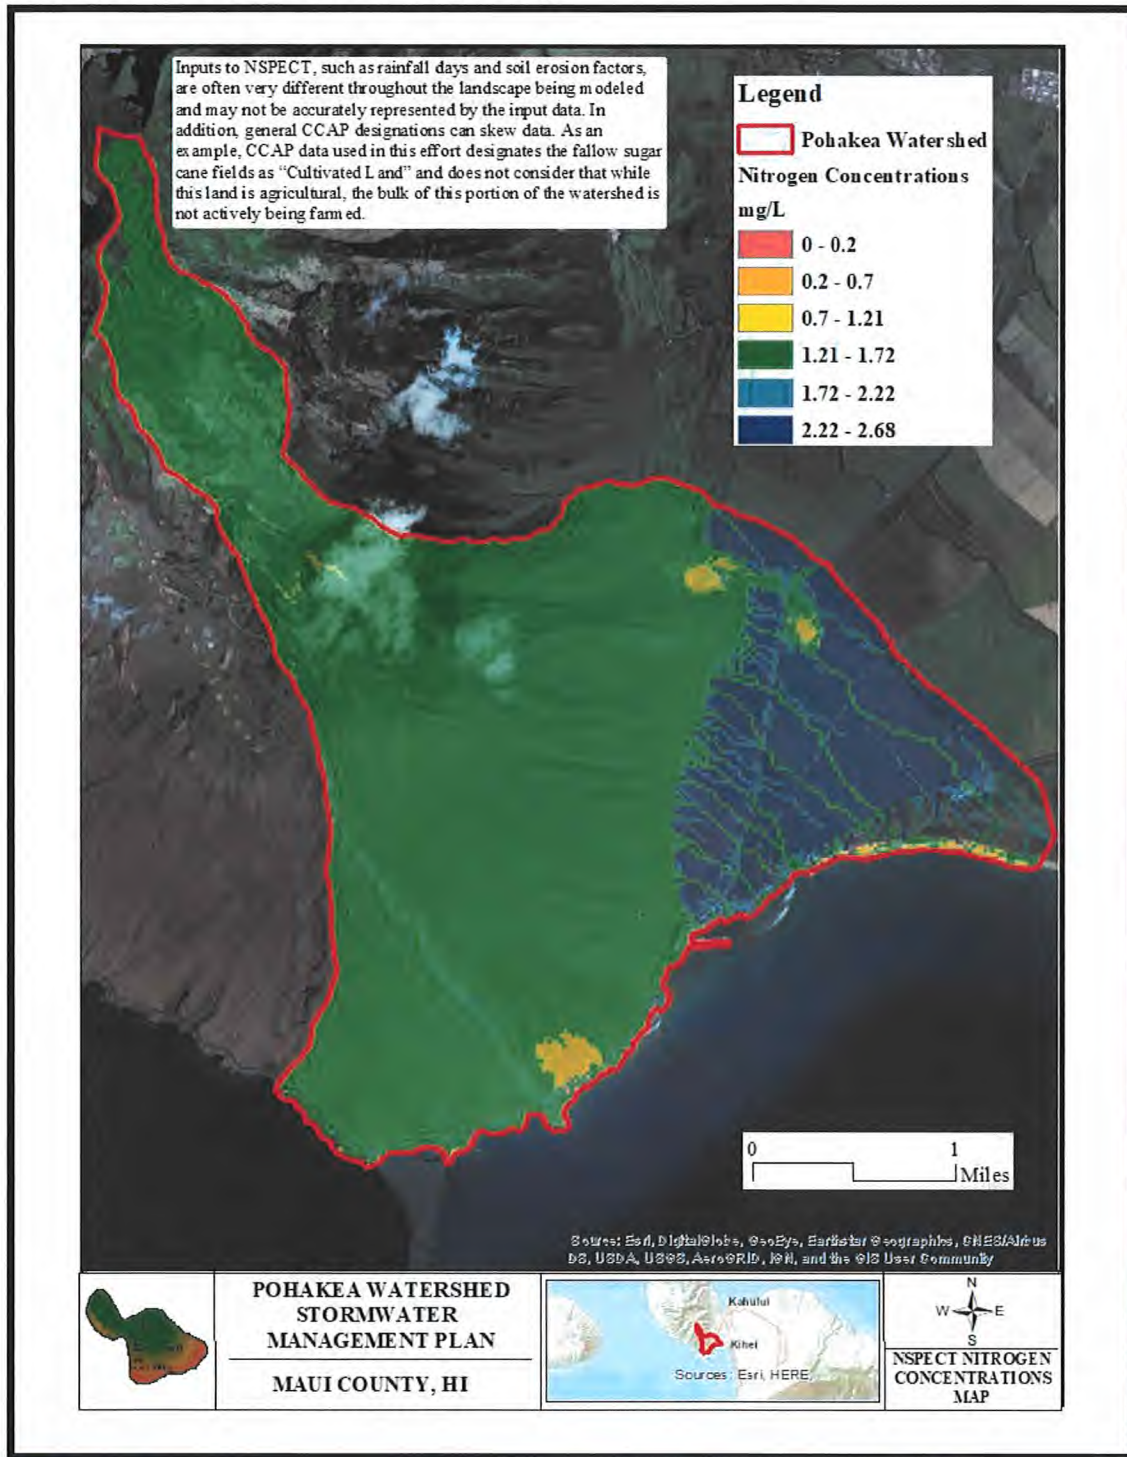 Inputs to NSPECT, such as rainfall days and soil erosion factors,
are often very different throughout the landscape being modeled
and may not be accurately represented by the input data. In
addition, general CCAP designations can skew data. As an
example, CCAP data used in this effort designates the fallow sugar
cane fields as “Cultivated Land” and does not consider that while
this land is agricultural, the bulk of this portion of the watershed is
not actively being farmed.
Legend
Pohakea Watershed
Nitrogen Concentrations
mg/L
0 - 0.2
0.2 - 0.7
0.7 - 1.21
1.21 - 1.72
1.72 - 2.22
2.22 - 2.68
0 1
Miles
Source: Esri, DigitalGlobe, GeoEye, Earthstar Geographics, CNES/Airbus
DS, USDA, USGS, AeroGRID, IGN, and the GIS User Community
POHAKEA WATERSHED
STORMWATER
MANAGEMENT PLAN
MAUI COUNTY, HI
Kahului
Kihei
Sources: Esri, HERE,
N
W E
S
NSPECT NITROGEN
CONCENTRATIONS
MAP